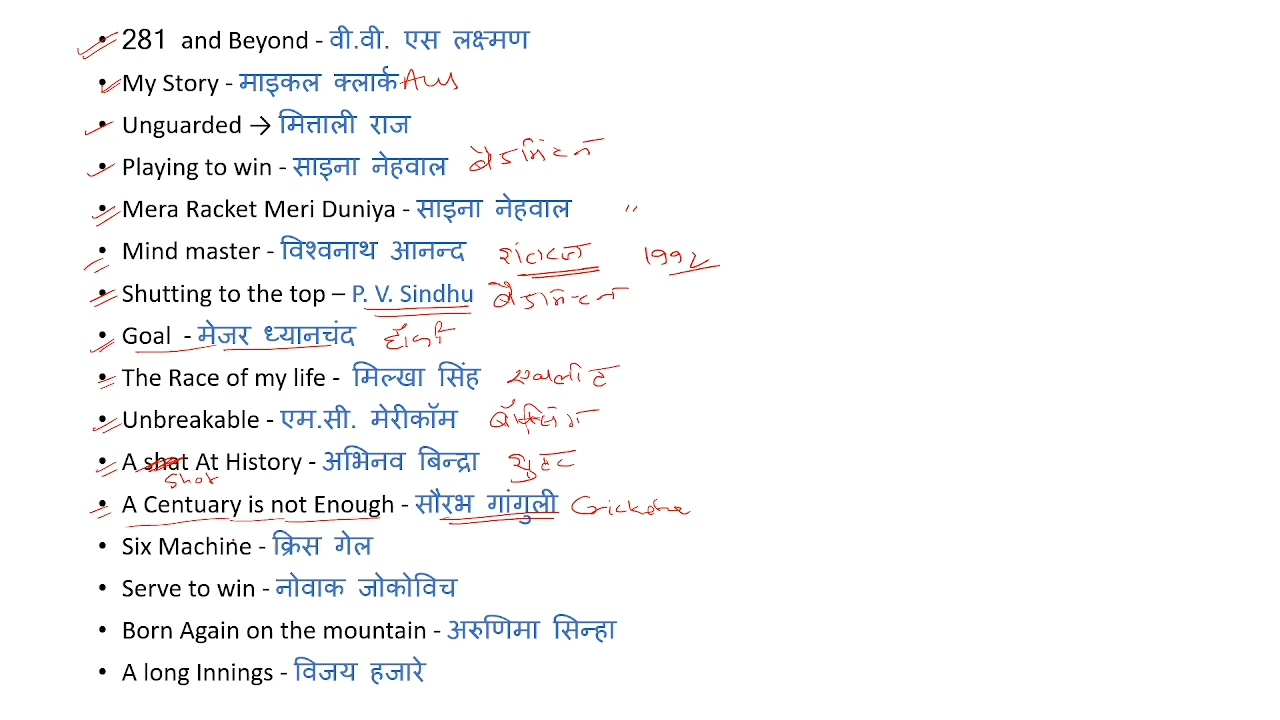 • 281 and Beyond - वी.वी. एस लक्ष्मण
• My Story - माइकल क्लार्क Aus
• Unguarded → मित्ताली राज
• Playing to win - साइना नेहवाल बैडमिंटन
• Mera Racket Meri Duniya - साइना नेहवाल "
• Mind master - विश्वनाथ आनन्द शतरंज 1992
• Shutting to the top – P. V. Sindhu बैडमिंटन
• Goal - मेजर ध्यानचंद हॉकी
• The Race of my life - मिल्खा सिंह एथलीट
• Unbreakable - एम.सी. मेरीकॉम बॉक्सिंग
• A shat At History - अभिनव बिन्द्रा शूटर
shot
• A Centuary is not Enough - सौरभ गांगुली
• Six Machine - क्रिस गेल
• Serve to win - नोवाक जोकोविच
• Born Again on the mountain - अरुणिमा सिन्हा
• A long Innings - विजय हजारे